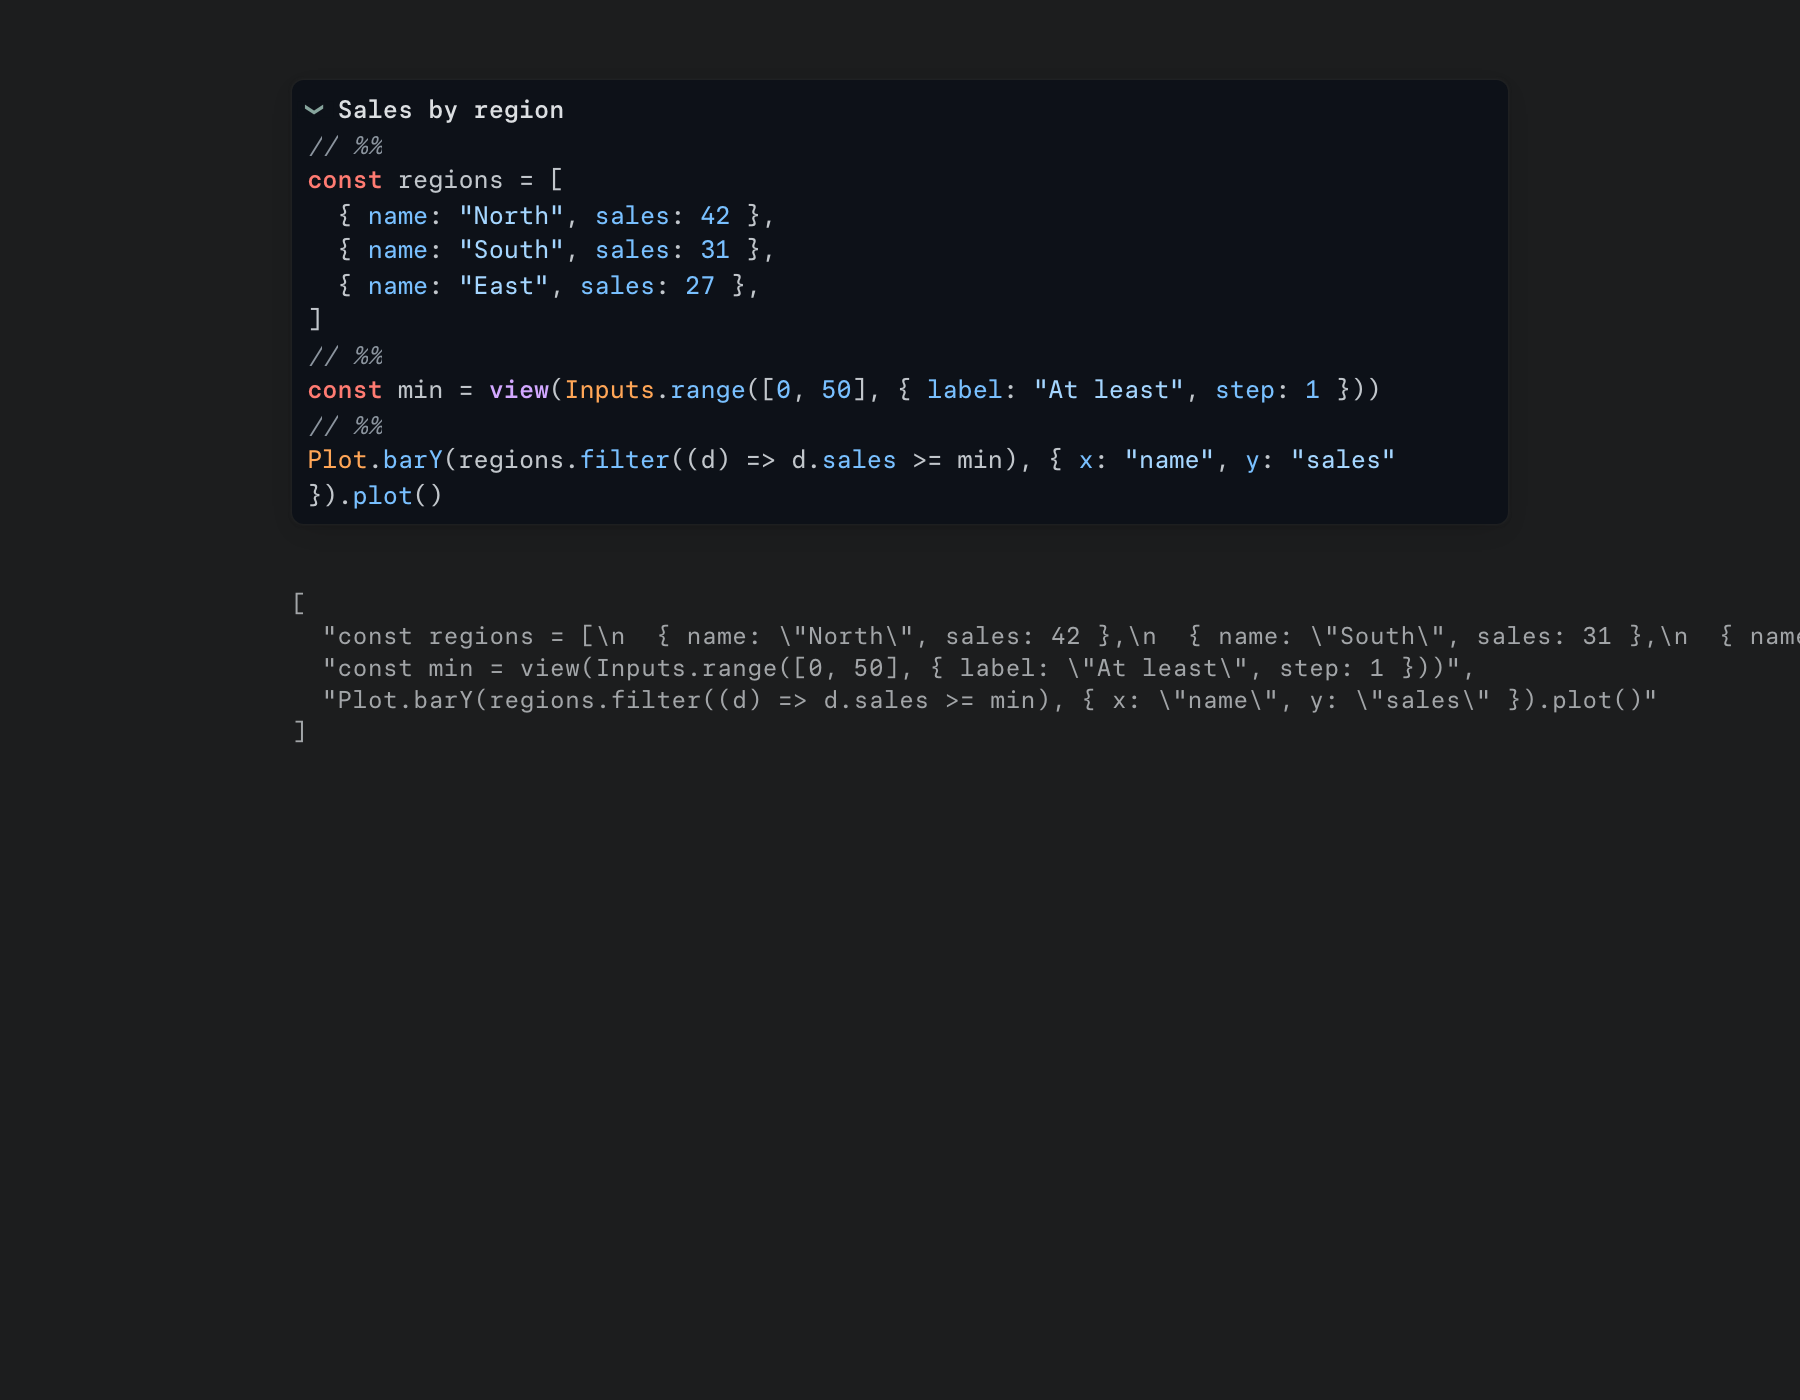 Sales by region
// %%
const regions = [
  { name: "North", sales: 42 },
  { name: "South", sales: 31 },
  { name: "East", sales: 27 },
]
// %%
const min = view(Inputs.range([0, 50], { label: "At least", step: 1 }))
// %%
Plot.barY(regions.filter((d) => d.sales >= min), { x: "name", y: "sales"
}).plot()
[
  "const regions = [\n  { name: \"North\", sales: 42 },\n  { name: \"South\", sales: 31 },\n  { name
  "const min = view(Inputs.range([0, 50], { label: \"At least\", step: 1 }))",
  "Plot.barY(regions.filter((d) => d.sales >= min), { x: \"name\", y: \"sales\" }).plot()"
]